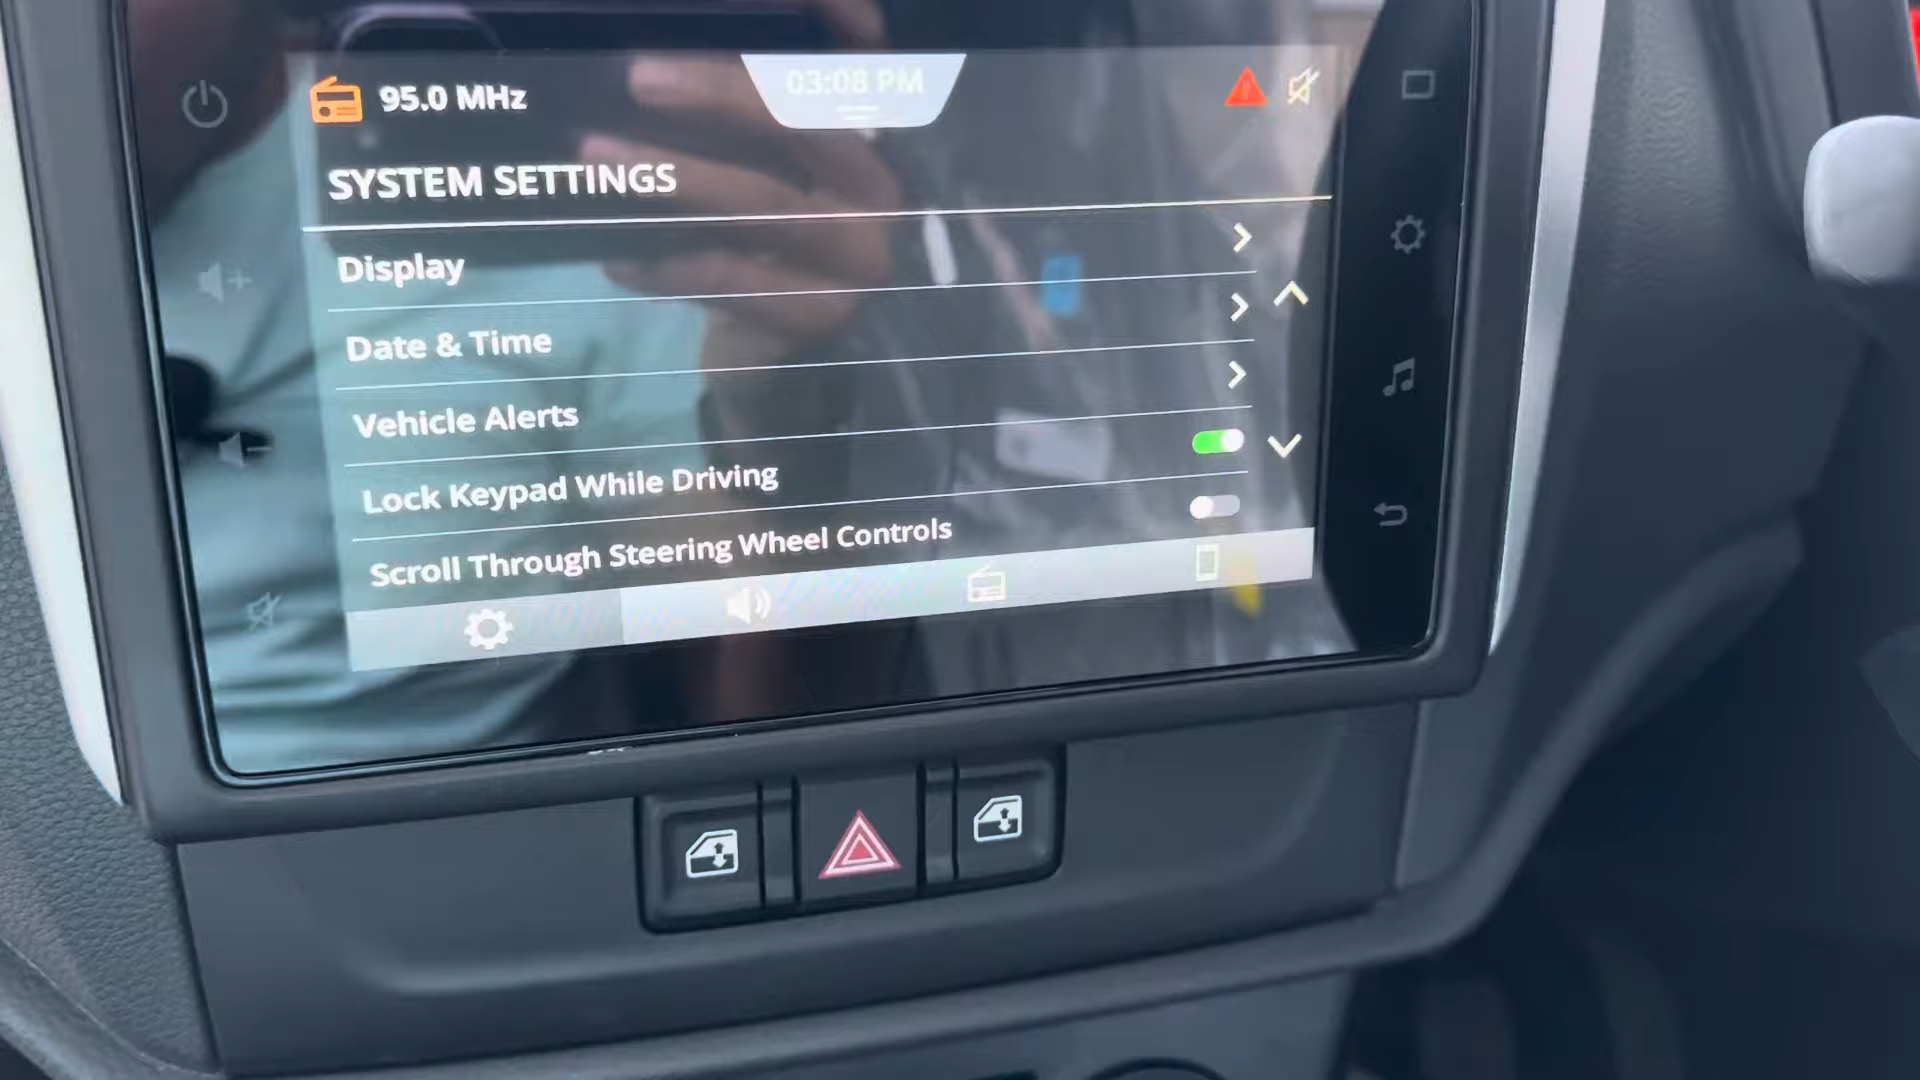 95.0 MHz
03:08 PM
SYSTEM SETTINGS
Display
Date & Time
Vehicle Alerts
Lock Keypad While Driving
Scroll Through Steering Wheel Controls